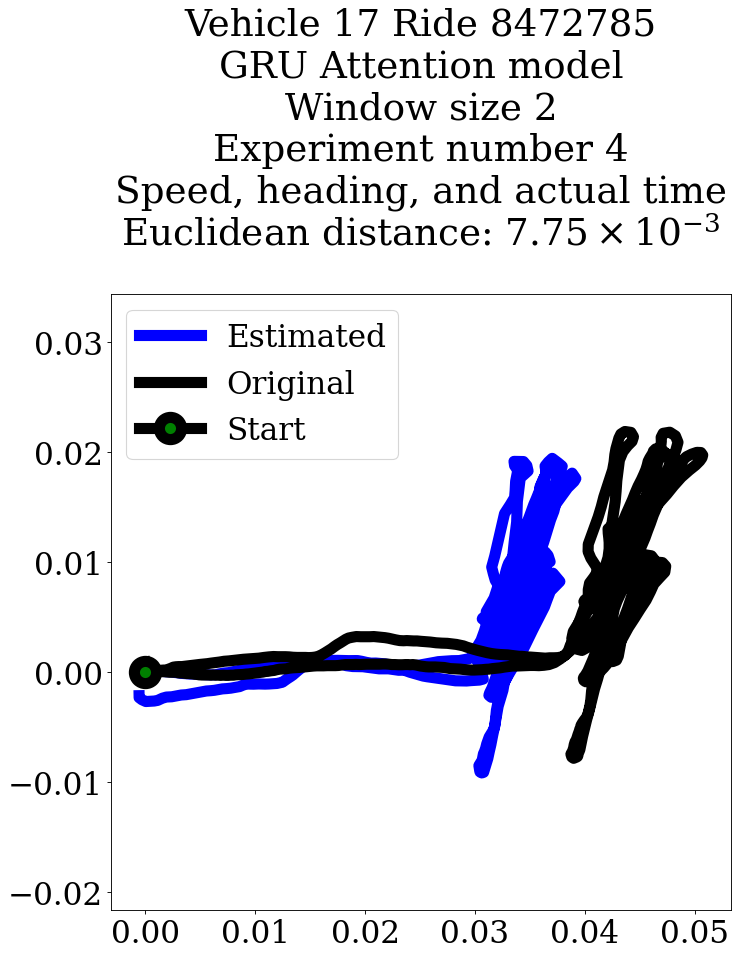 Vehicle 17 Ride 8472785
GRU Attention model
Window size 2
Experiment number 4
Speed, heading, and actual time
Euclidean distance: 7.75 × 10⁻³
Estimated
Original
Start
0.03
0.02
0.01
0.00
−0.01
−0.02
0.00 0.01 0.02 0.03 0.04 0.05